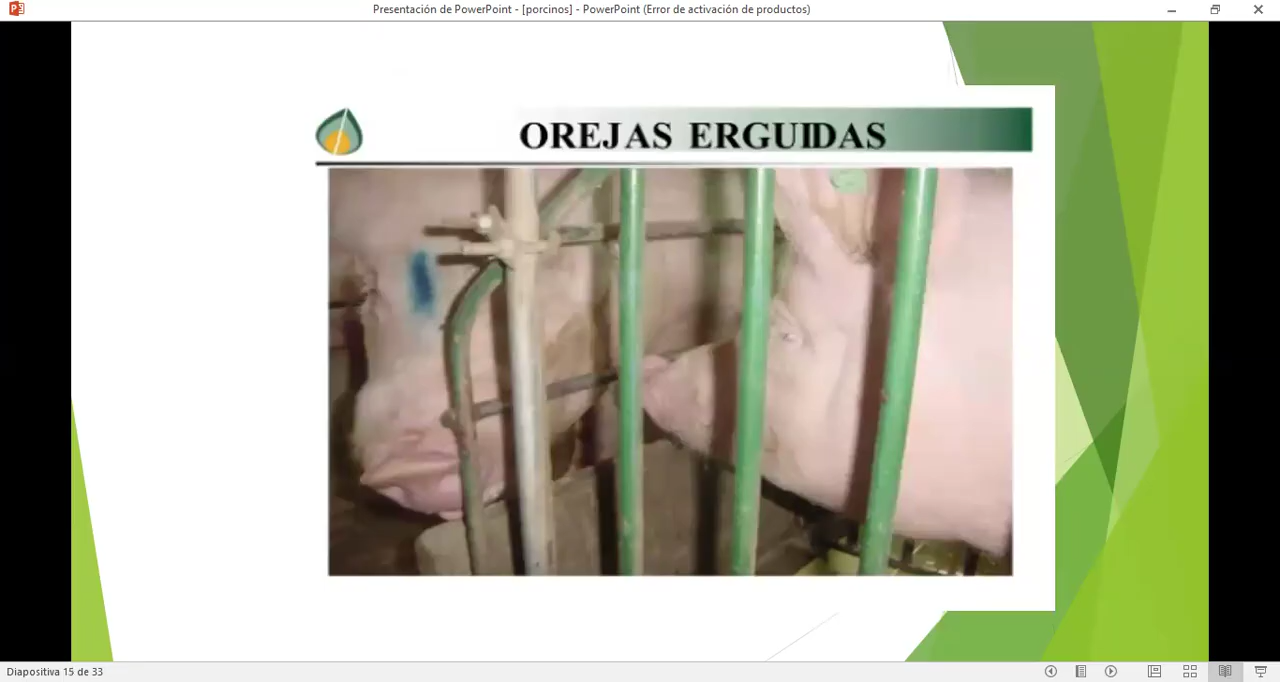 Presentación de PowerPoint - [porcinos] - PowerPoint (Error de activación de productos)
OREJAS ERGUIDAS
Diapositiva 15 de 33